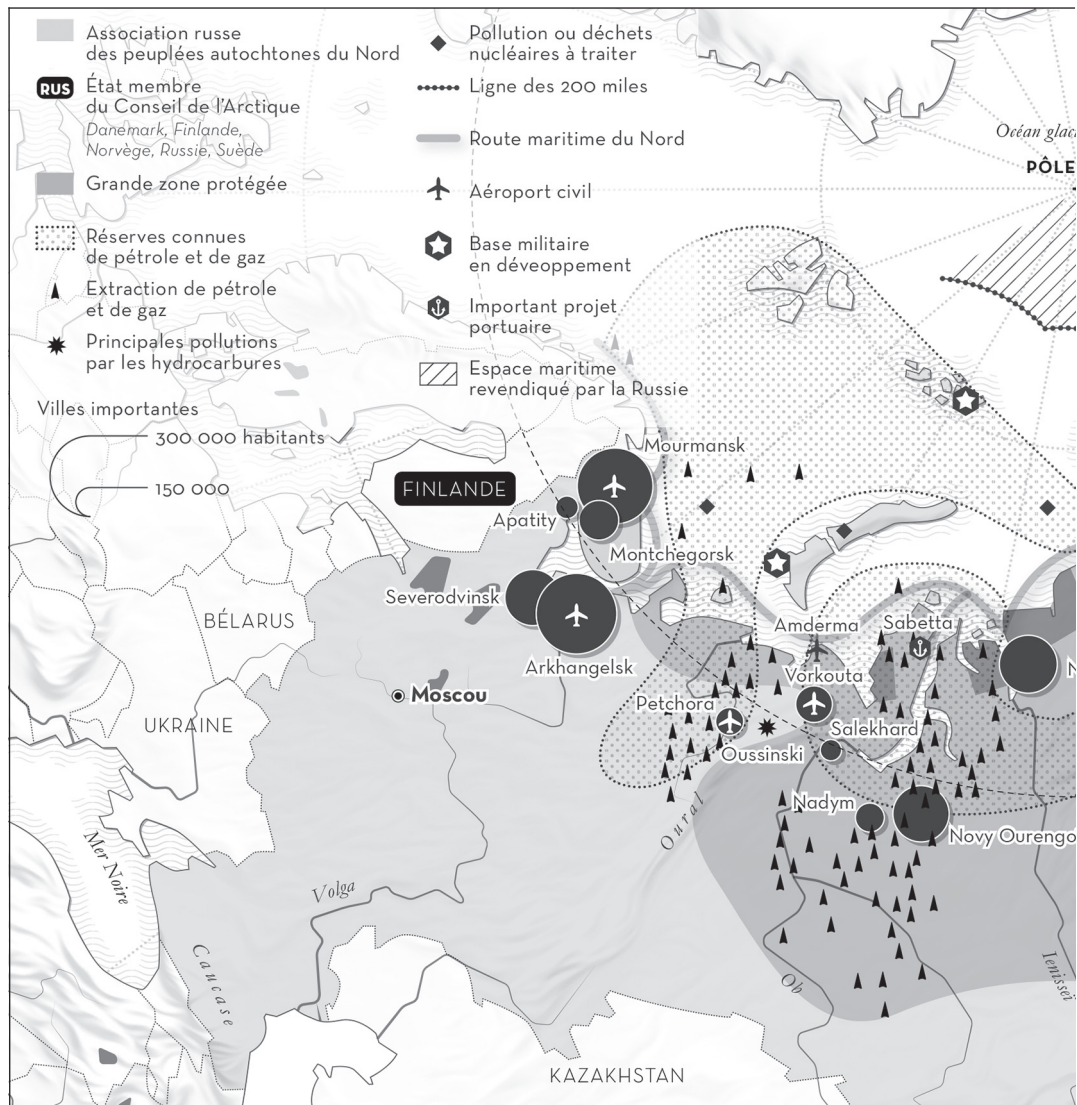 Association russe
des peuplées autochtones du Nord
RUS
État membre
du Conseil de l'Arctique
Danemark, Finlande,
Norvège, Russie, Suède
Grande zone protégée
Réserves connues
de pétrole et de gaz
Extraction de pétrole
et de gaz
Principales pollutions
par les hydrocarbures
Villes importantes
300 000 habitants
150 000
Pollution ou déchets
nucléaires à traiter
Ligne des 200 miles
Route maritime du Nord
Aéroport civil
Base militaire
en déveoppement
Important projet
portuaire
Espace maritime
revendiqué par la Russie
Océan glaci
PÔLE
Mourmansk
FINLANDE
Apatity
Montchegorsk
Severodvinsk
BÉLARUS
Amderma
Sabetta
Arkhangelsk
Vorkouta
N
Moscou
Petchora
UKRAINE
Salekhard
Oussinski
Nadym
Oural
Novy Ourengo
Mer Noire
Volga
Caucase
Ob
Ienisseï
KAZAKHSTAN